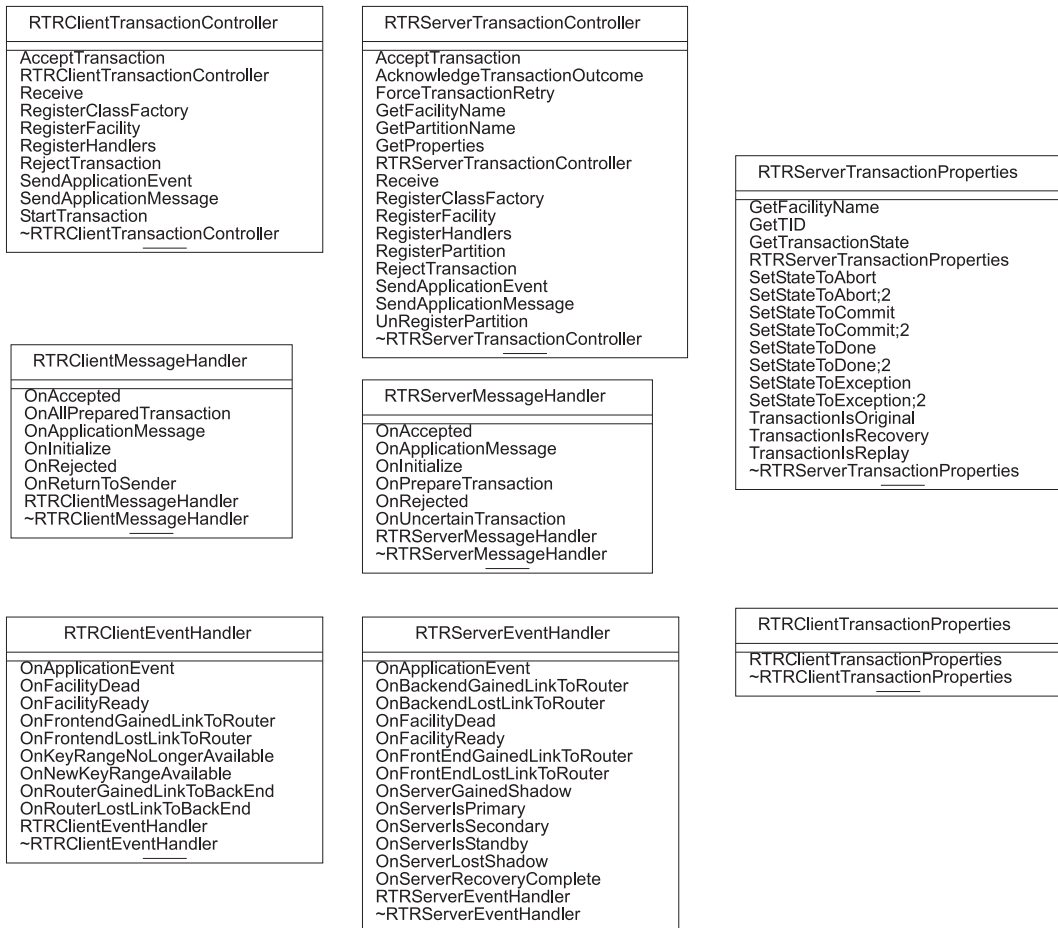 RTRClientTransactionController
AcceptTransaction
RTRClientTransactionController
Receive
RegisterClassFactory
RegisterFacility
RegisterHandlers
RejectTransaction
SendApplicationEvent
SendApplicationMessage
StartTransaction
~RTRClientTransactionController
RTRServerTransactionController
AcceptTransaction
AcknowledgeTransactionOutcome
ForceTransactionRetry
GetFacilityName
GetPartitionName
GetProperties
RTRServerTransactionController
Receive
RegisterClassFactory
RegisterFacility
RegisterHandlers
RegisterPartition
RejectTransaction
SendApplicationEvent
SendApplicationMessage
UnRegisterPartition
~RTRServerTransactionController
RTRServerTransactionProperties
GetFacilityName
GetTID
GetTransactionState
RTRServerTransactionProperties
SetStateToAbort
SetStateToAbort;2
SetStateToCommit
SetStateToCommit;2
SetStateToDone
SetStateToDone;2
SetStateToException
SetStateToException;2
TransactionIsOriginal
TransactionIsRecovery
TransactionIsReplay
~RTRServerTransactionProperties
RTRClientMessageHandler
OnAccepted
OnAllPreparedTransaction
OnApplicationMessage
OnInitialize
OnRejected
OnReturnToSender
RTRClientMessageHandler
~RTRClientMessageHandler
RTRServerMessageHandler
OnAccepted
OnApplicationMessage
OnInitialize
OnPrepareTransaction
OnRejected
OnUncertainTransaction
RTRServerMessageHandler
~RTRServerMessageHandler
RTRClientEventHandler
OnApplicationEvent
OnFacilityDead
OnFacilityReady
OnFrontendGainedLinkToRouter
OnFrontendLostLinkToRouter
OnKeyRangeNoLongerAvailable
OnNewKeyRangeAvailable
OnRouterGainedLinkToBackEnd
OnRouterLostLinkToBackEnd
RTRClientEventHandler
~RTRClientEventHandler
RTRServerEventHandler
OnApplicationEvent
OnBackendGainedLinkToRouter
OnBackendLostLinkToRouter
OnFacilityDead
OnFacilityReady
OnFrontEndGainedLinkToRouter
OnFrontEndLostLinkToRouter
OnServerGainedShadow
OnServerIsPrimary
OnServerIsSecondary
OnServerIsStandby
OnServerLostShadow
OnServerRecoveryComplete
RTRServerEventHandler
~RTRServerEventHandler
RTRClientTransactionProperties
RTRClientTransactionProperties
~RTRClientTransactionProperties